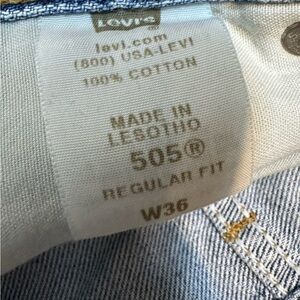 Levi's
levi.com
(800) USA-LEVI
100% COTTON
MADE IN
LESOTHO
505®
REGULAR FIT
W36